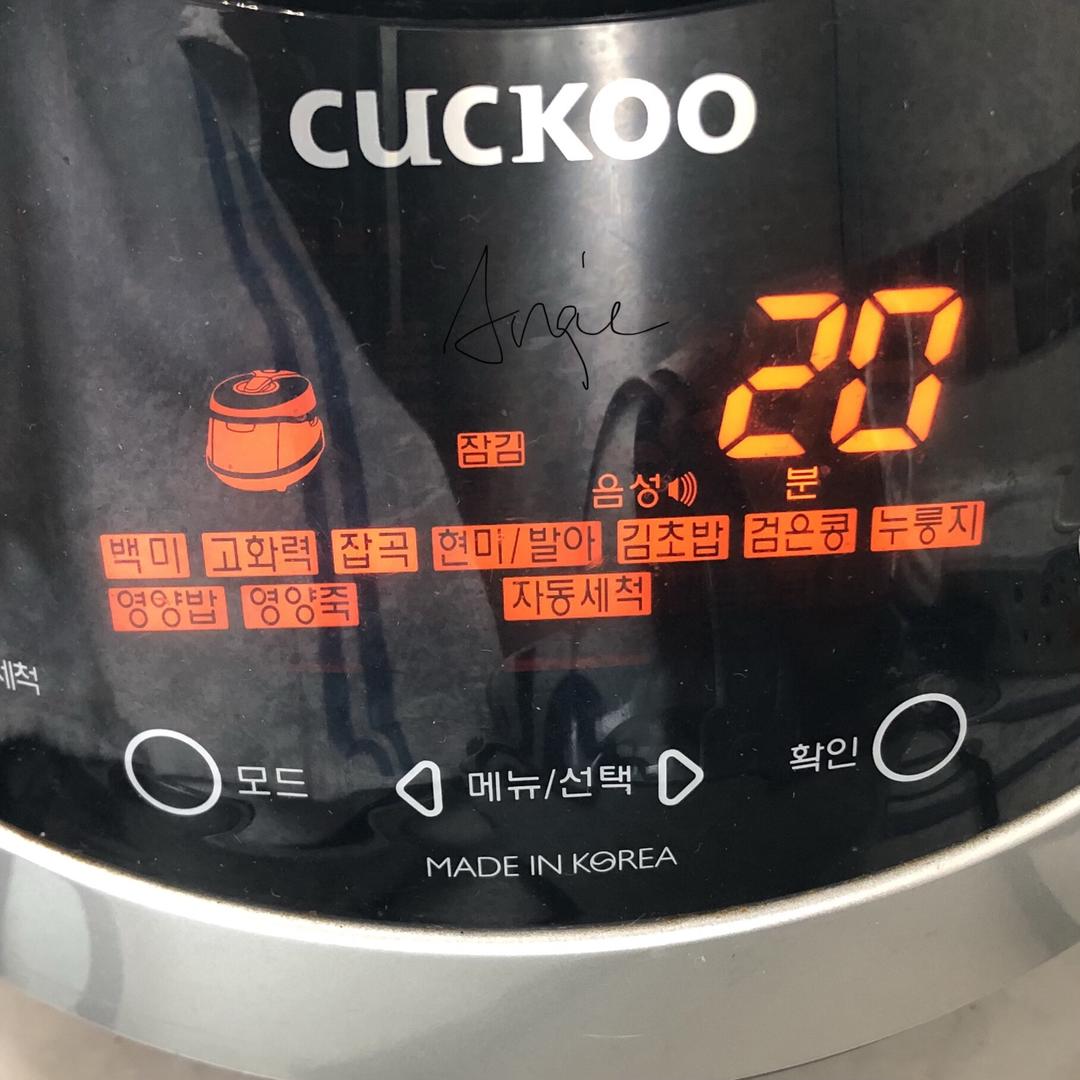 CUCKOO
Angie
20
잠김
음성
분
백미 고화력 잡곡 현미/발아 김초밥 검은콩 누룽지
영양밥 영양죽 자동세척
세척
모드 메뉴/선택 확인
MADE IN KOREA